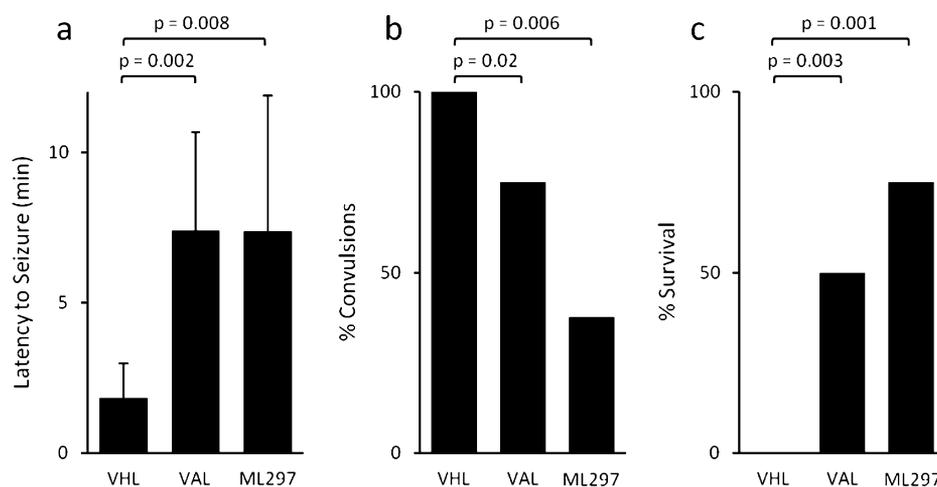 a
p = 0.008
p = 0.002
Latency to Seizure (min)
10
5
0
VHL VAL ML297
b
p = 0.006
p = 0.02
% Convulsions
100
50
0
VHL VAL ML297
c
p = 0.001
p = 0.003
% Survival
100
50
0
VHL VAL ML297